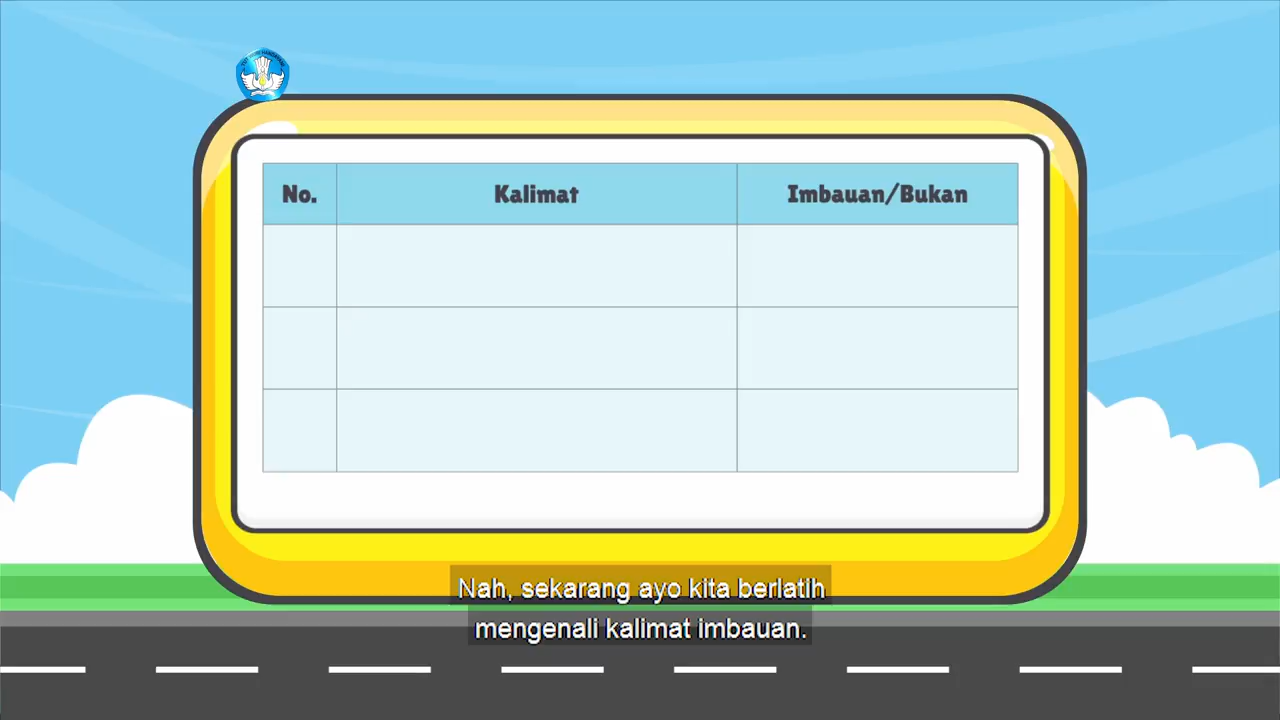 No. Kalimat Imbauan/Bukan
Nah, sekarang ayo kita berlatih
mengenali kalimat imbauan.